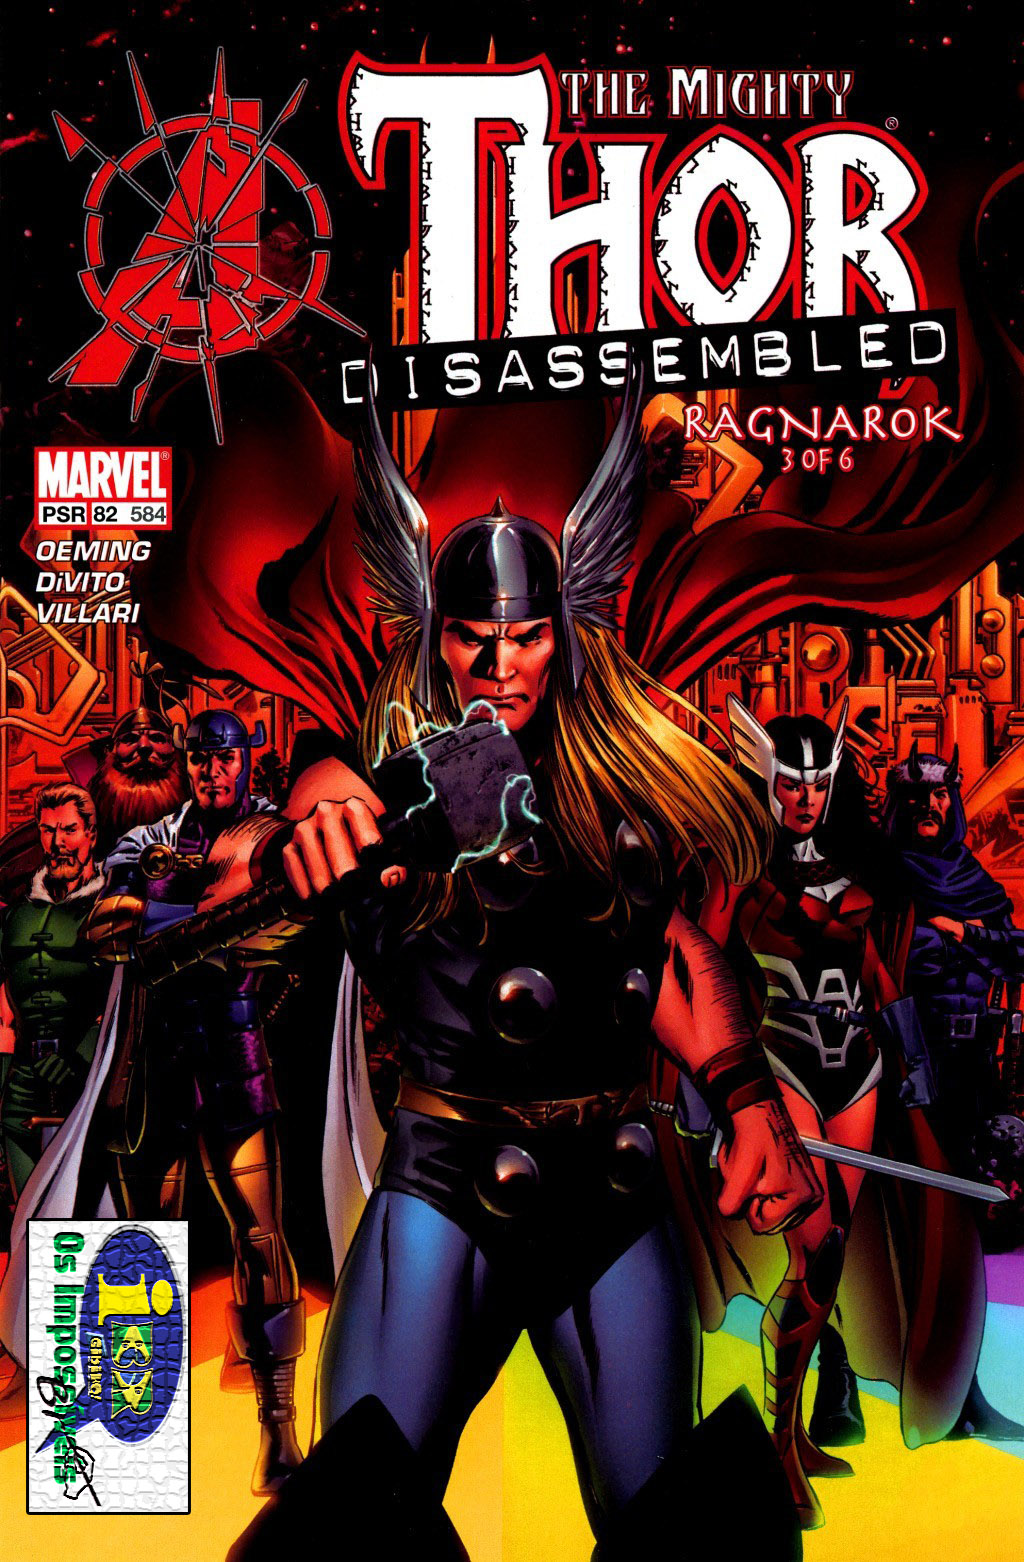 THE MIGHTY
THOR®
DISASSEMBLED
RAGNAROK
3 OF 6
MARVEL®
PSR 82 584
OEMING
DiVITO
VILLARI
Os Impossíveis